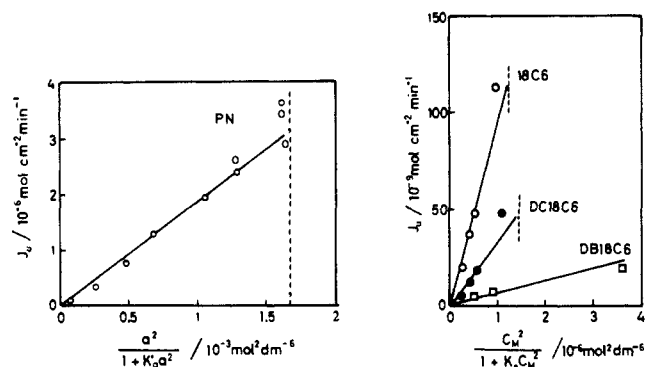 4
3
2
1
0
0
0.5
1
1.5
2
PN
J_u / 10^-6 mol cm^-2 min^-1
a^2 / 1 + K'_a a^2 / 10^-3 mol^2 dm^-6
150
100
50
0
0
1
2
3
4
18C6
DC18C6
DB18C6
J_u / 10^-9 mol cm^-2 min^-1
C_M^2 / 1 + K_a C_M^2 / 10^-6 mol^2 dm^-6